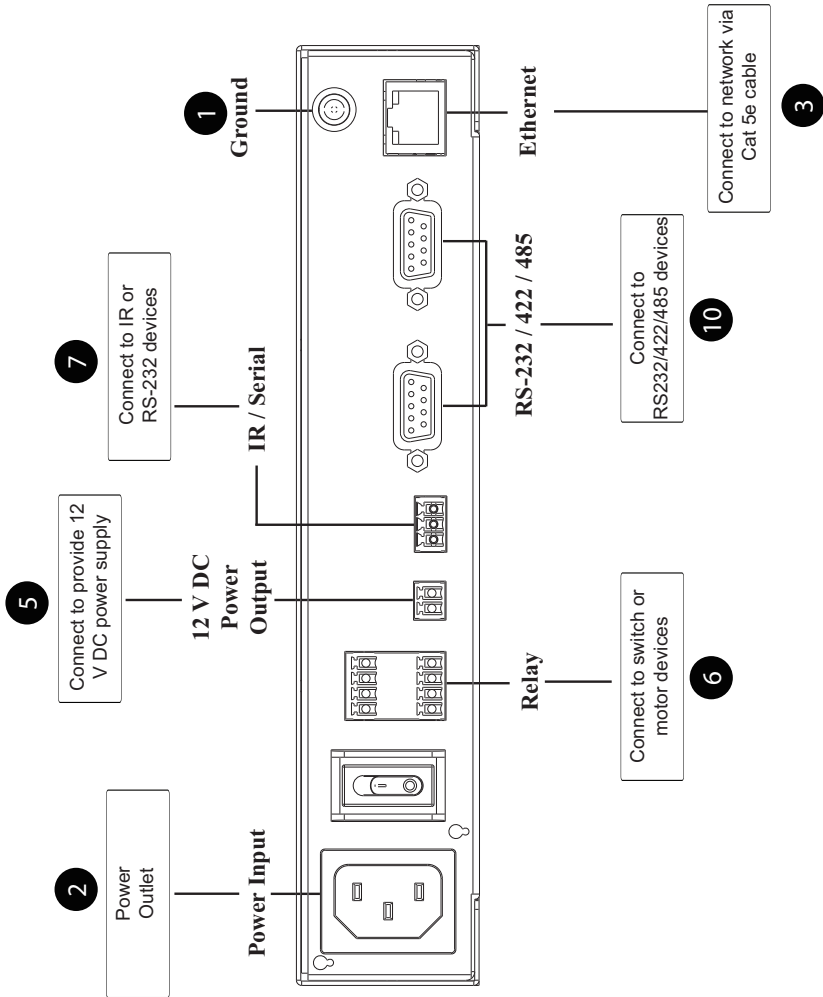 5
Connect to provide 12
V DC power supply
2
Power
Outlet
7
Connect to IR or
RS-232 devices
1
Ground
12 V DC
Power
Output
IR / Serial
Power Input
Relay
RS-232 / 422 / 485
Ethernet
Connect to switch or
motor devices
6
Connect to
RS232/422/485 devices
10
Connect to network via
Cat 5e cable
3